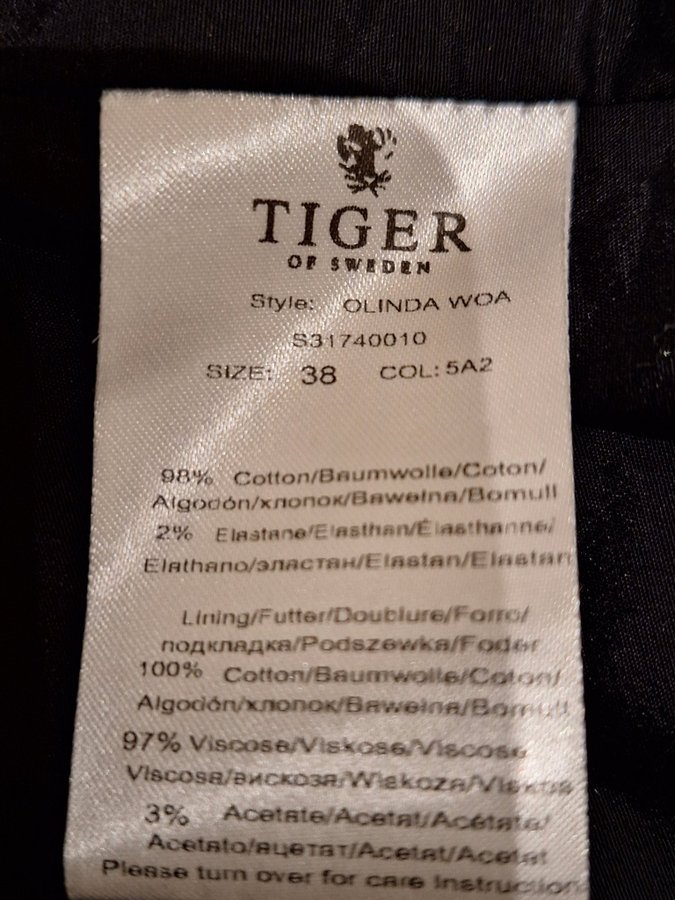 TIGER
OF SWEDEN
Style: OLINDA WOA
S31740010
SIZE: 38 COL: 5A2
98% Cotton/Baumwolle/Coton/
Algodón/хлопок/Bawełna/Bomull
2% Elastane/Elasthan/Élasthanne/
Elathano/эластан/Elastan/Elastan
Lining/Futter/Doublure/Forro/
подкладка/Podszewka/Foder
100% Cotton/Baumwolle/Coton/
Algodón/хлопок/Bawełna/Bomull
97% Viscose/Viskose/Viscose
Viscosa/вискоза/Wiskoza/Viskos
3% Acetate/Acetat/Acétate/
Acetato/ацетат/Acetat/Acetat
Please turn over for care instruction